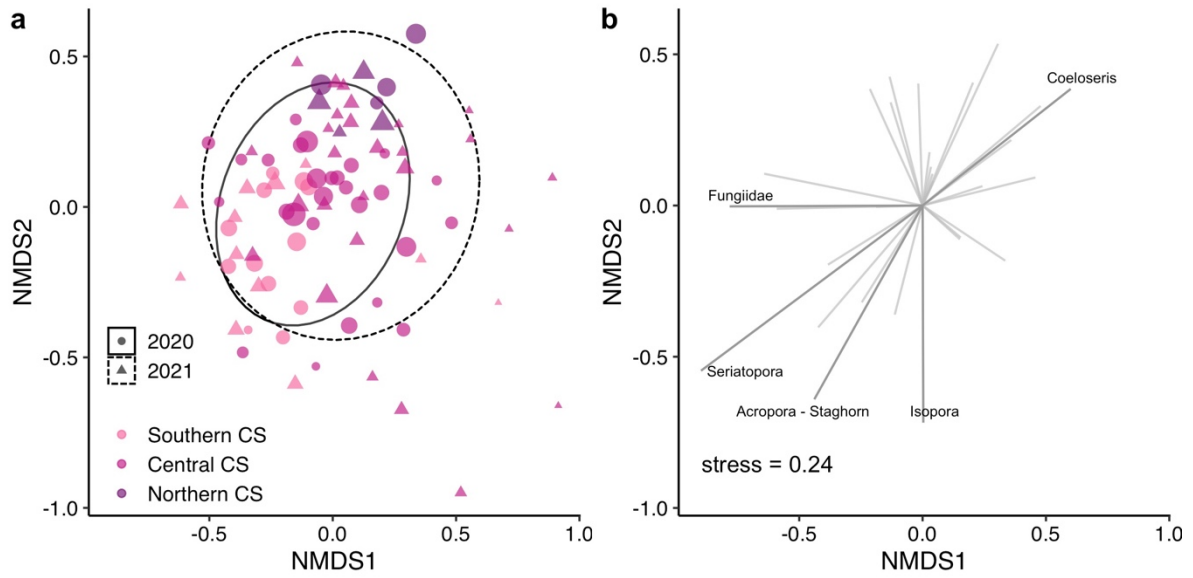 a
0.5
0.0
-0.5
-1.0
NMDS2
2020
2021
Southern CS
Central CS
Northern CS
-0.5
0.0
0.5
1.0
NMDS1
b
0.5
0.0
-0.5
-1.0
NMDS2
Coeloseris
Fungiidae
Seriatopora
Acropora - Staghorn
Isopora
stress = 0.24
-0.5
0.0
0.5
1.0
NMDS1